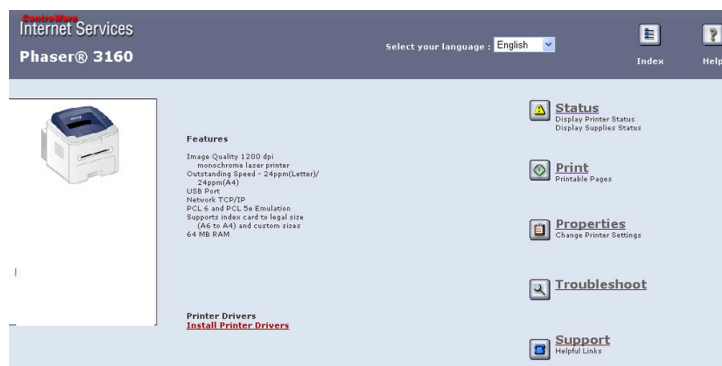 CentreWare
Internet Services
Phaser® 3160
Select your language : English
Index
Help
Features
Image Quality 1200 dpi
monochrome laser printer
Outstanding Speed - 24ppm(Letter)/
24ppm(A4)
USB Port
Network TCP/IP
PCL 6 and PCL 5e Emulation
Supports index card to legal size
(A6 to A4) and custom sizes
64 MB RAM
Printer Drivers
Install Printer Drivers
Status
Display Printer Status
Display Supplies Status
Print
Printable Pages
Properties
Change Printer Settings
Troubleshoot
Support
Helpful Links